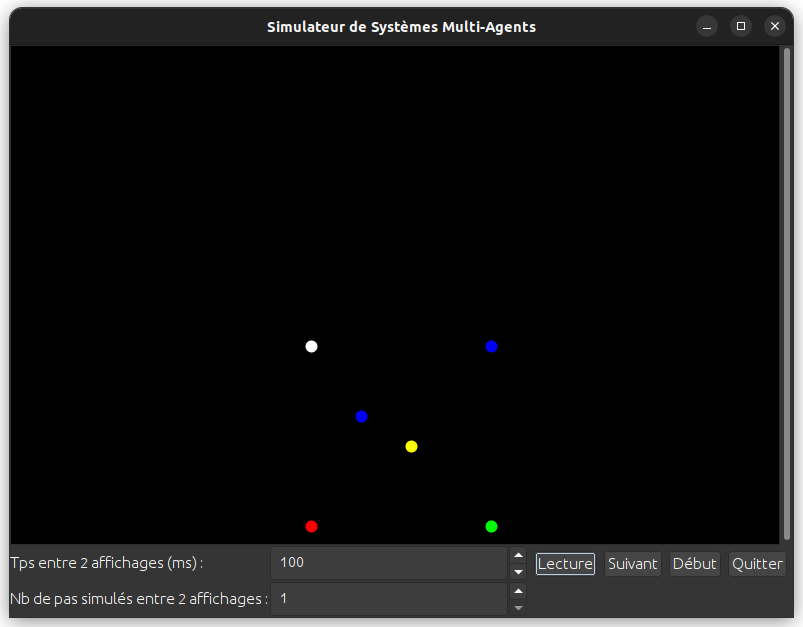 Simulateur de Systèmes Multi-Agents
Tps entre 2 affichages (ms) : 100 Lecture Suivant Début Quitter
Nb de pas simulés entre 2 affichages : 1